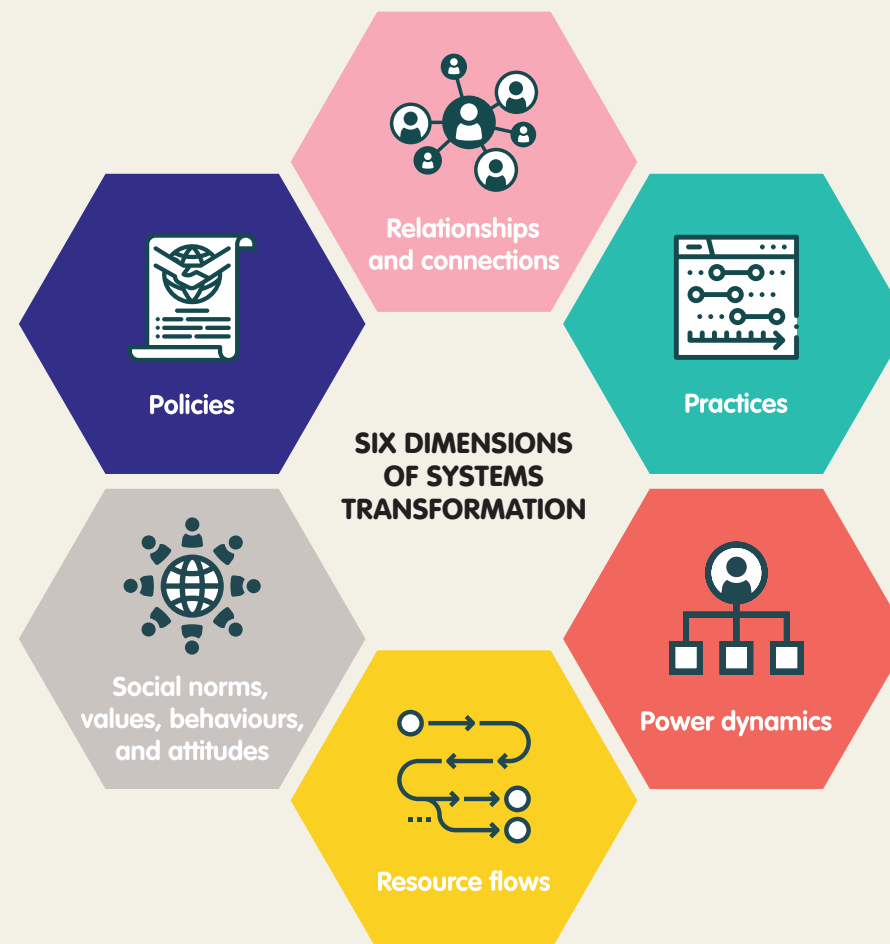 Relationships
and connections
Policies
Practices
SIX DIMENSIONS
OF SYSTEMS
TRANSFORMATION
Social norms,
values, behaviours,
and attitudes
Power dynamics
Resource flows